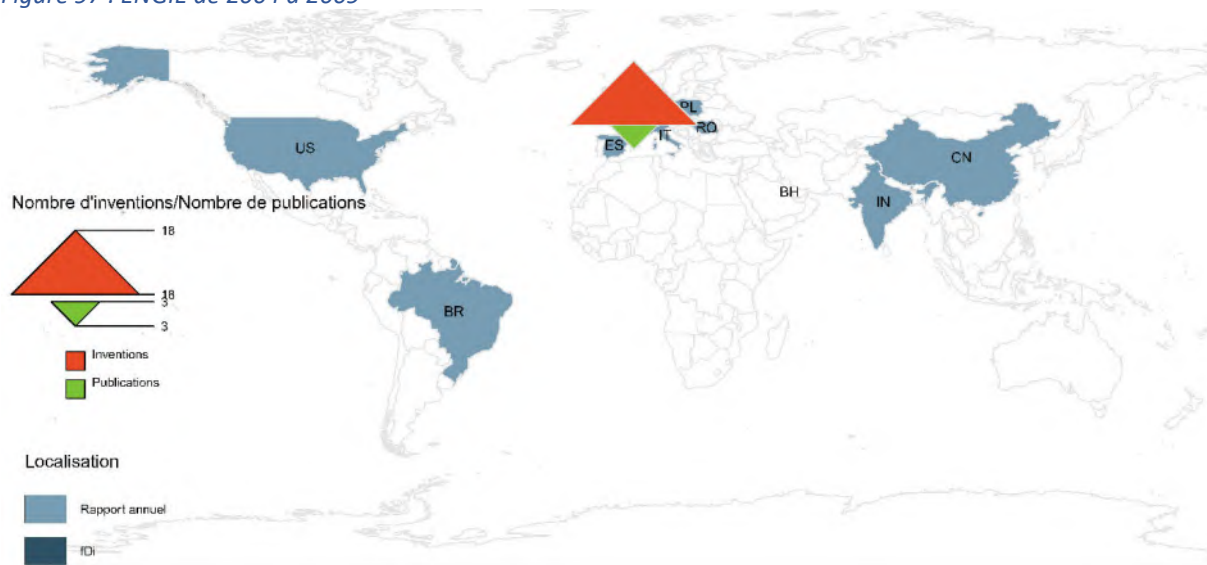 PL
RO
IT
ES
US
CN
BH
IN
Nombre d'inventions/Nombre de publications
18
18
3
3
BR
Inventions
Publications
Localisation
Rapport annuel
fDi